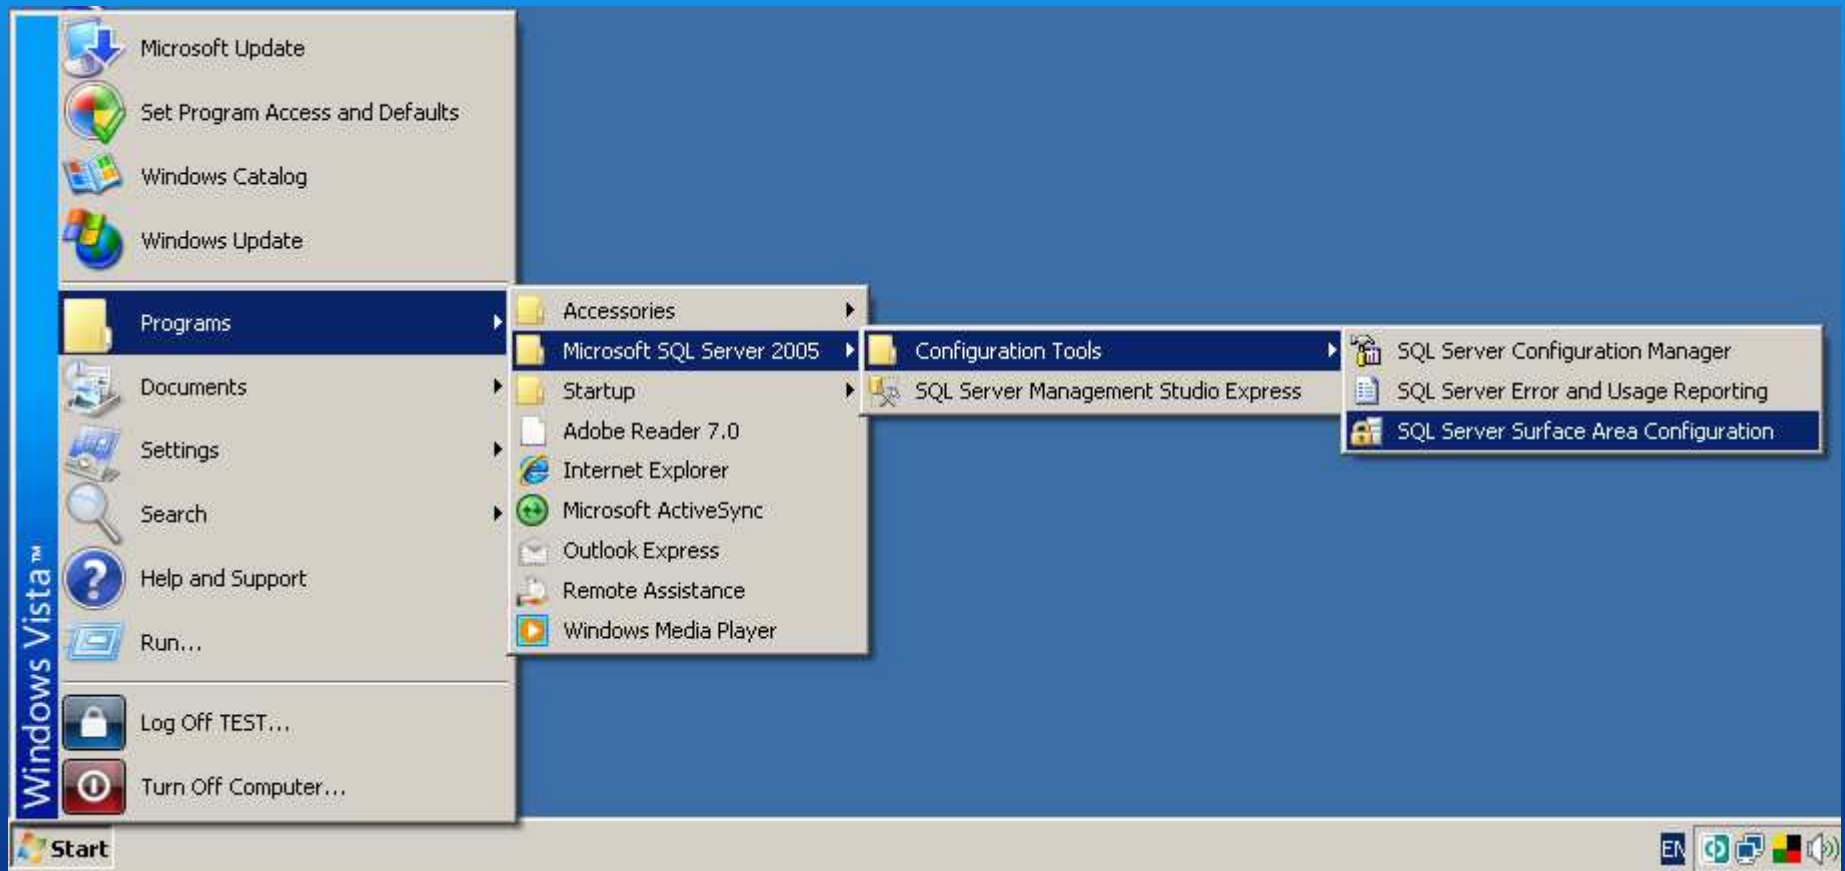 Microsoft Update
Set Program Access and Defaults
Windows Catalog
Windows Update
Programs
Documents
Settings
Search
Help and Support
Run...
Log Off TEST...
Turn Off Computer...
Windows Vista™
Accessories
Microsoft SQL Server 2005
Startup
Adobe Reader 7.0
Internet Explorer
Microsoft ActiveSync
Outlook Express
Remote Assistance
Windows Media Player
Configuration Tools
SQL Server Management Studio Express
SQL Server Configuration Manager
SQL Server Error and Usage Reporting
SQL Server Surface Area Configuration
Start
EN